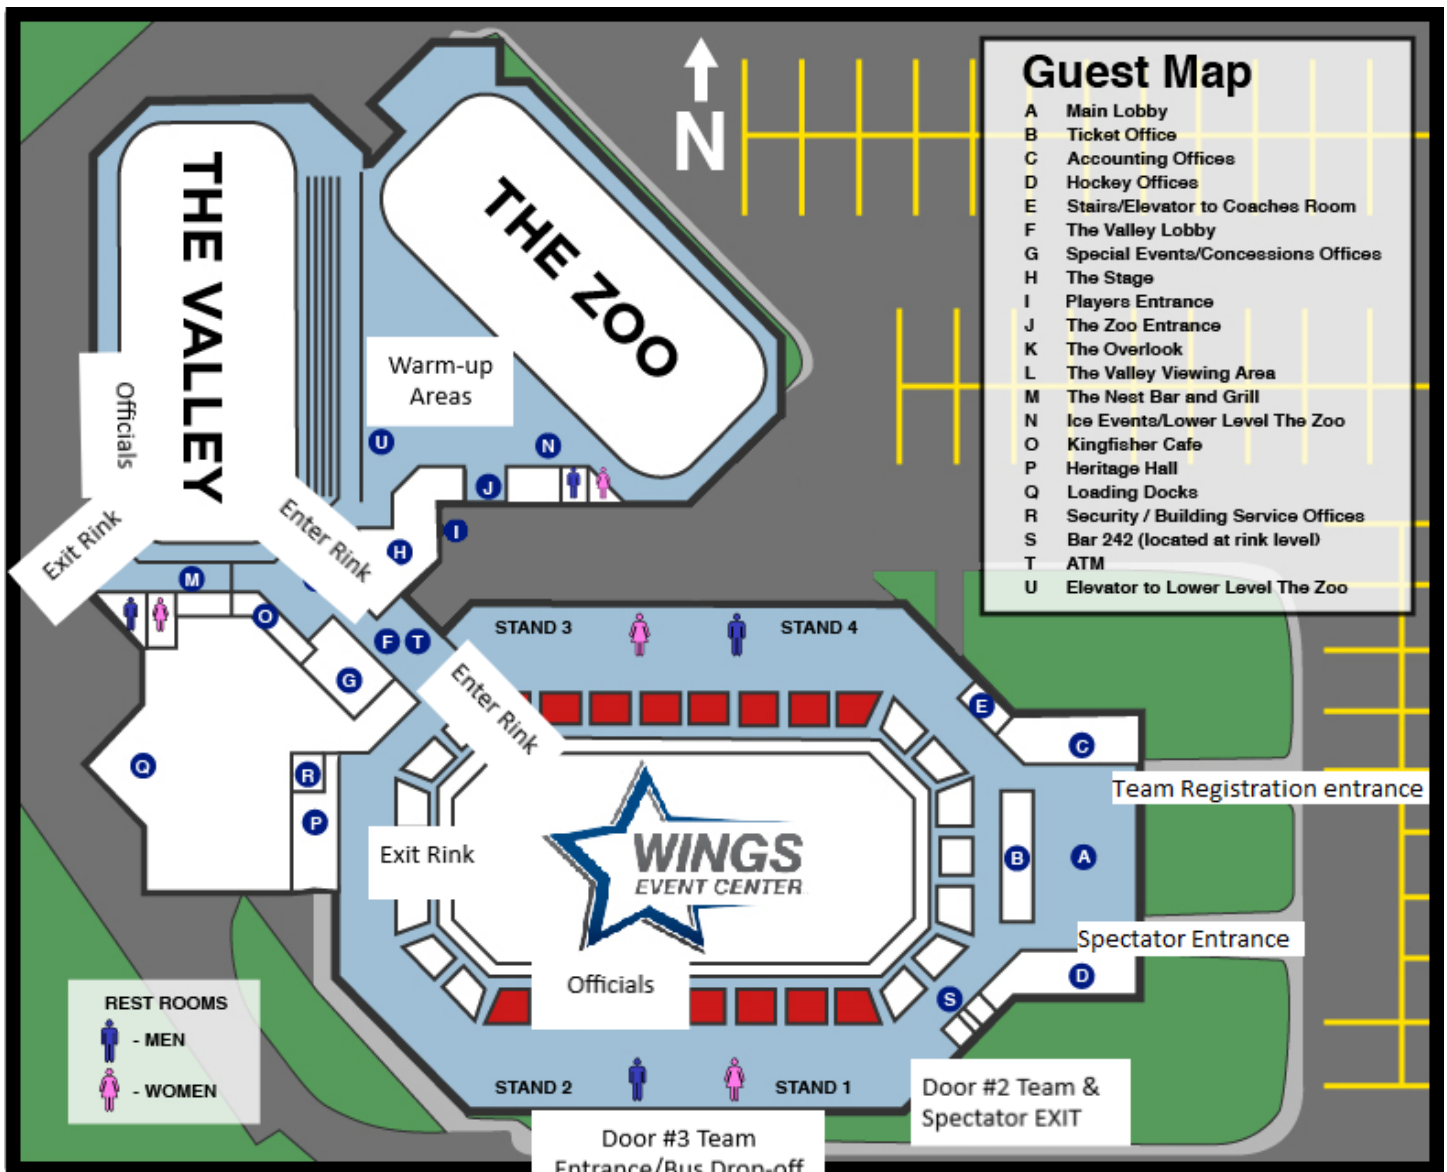 Guest Map
A Main Lobby
B Ticket Office
C Accounting Offices
D Hockey Offices
E Stairs/Elevator to Coaches Room
F The Valley Lobby
G Special Events/Concessions Offices
H The Stage
I Players Entrance
J The Zoo Entrance
K The Overlook
L The Valley Viewing Area
M The Nest Bar and Grill
N Ice Events/Lower Level The Zoo
O Kingfisher Cafe
P Heritage Hall
Q Loading Docks
R Security / Building Service Offices
S Bar 242 (located at rink level)
T ATM
U Elevator to Lower Level The Zoo
N
THE VALLEY
THE ZOO
Warm-up
Areas
Officials
U
N
J
I
H
Exit Rink
Enter Rink
M
O
F T
G
STAND 3
STAND 4
Enter Rink
E
C
Q
R
P
Team Registration entrance
Exit Rink
WINGS
EVENT CENTER
B
A
Spectator Entrance
Officials
D
S
REST ROOMS
- MEN
- WOMEN
STAND 2
STAND 1
Door #2 Team &
Spectator EXIT
Door #3 Team
Entrance/Bus Drop-off